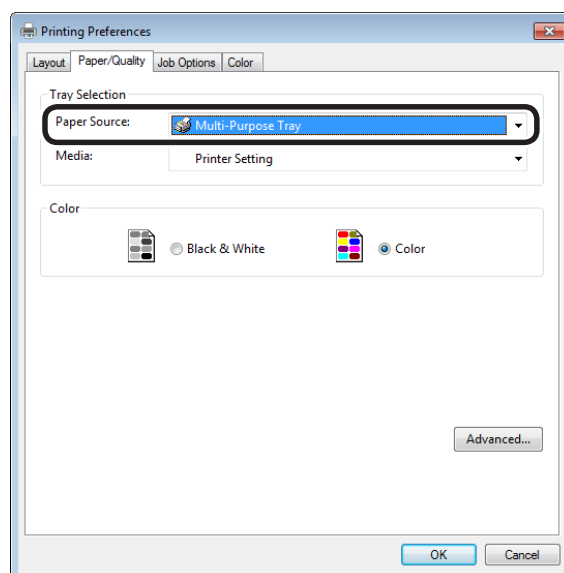 Printing Preferences
Layout Paper/Quality Job Options Color
Tray Selection
Paper Source: Multi-Purpose Tray
Media: Printer Setting
Color
Black & White Color
Advanced...
OK Cancel